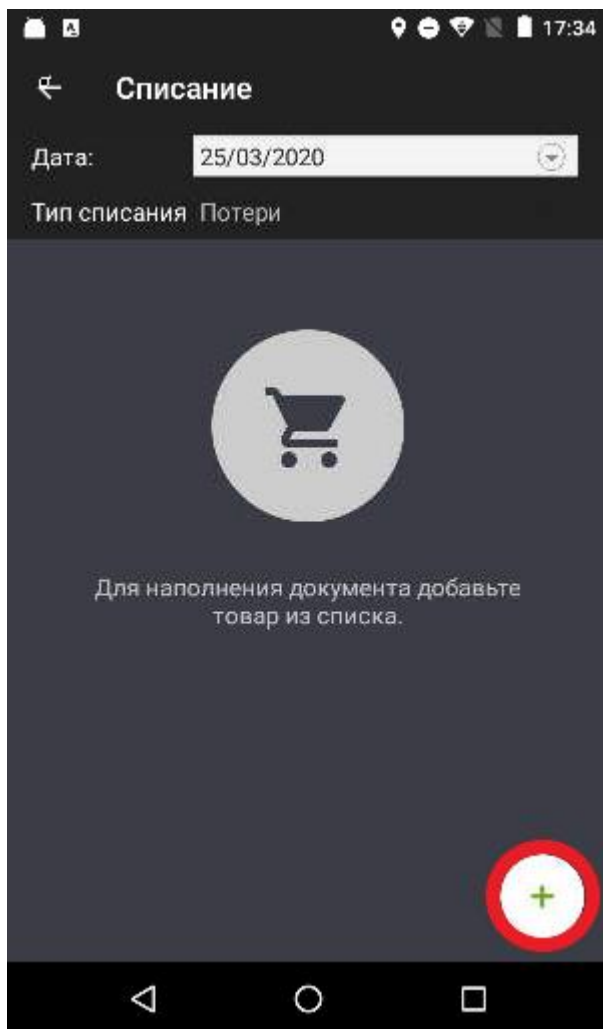 17:34
Списание
Дата: 25/03/2020
Тип списания Потери
Для наполнения документа добавьте
товар из списка.
+